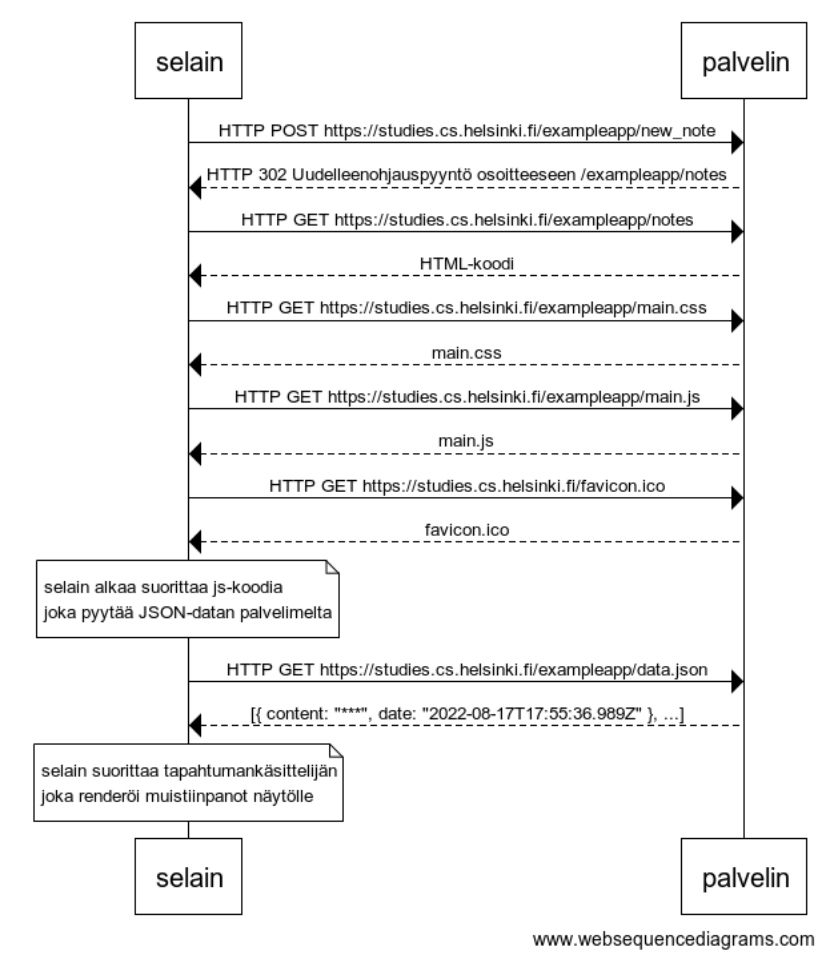 selain
palvelin
HTTP POST https://studies.cs.helsinki.fi/exampleapp/new_note
HTTP 302 Uudelleenohjauspyyntö osoitteeseen /exampleapp/notes
HTTP GET https://studies.cs.helsinki.fi/exampleapp/notes
HTML-koodi
HTTP GET https://studies.cs.helsinki.fi/exampleapp/main.css
main.css
HTTP GET https://studies.cs.helsinki.fi/exampleapp/main.js
main.js
HTTP GET https://studies.cs.helsinki.fi/favicon.ico
favicon.ico
selain alkaa suorittaa js-koodia
joka pyytää JSON-datan palvelimelta
HTTP GET https://studies.cs.helsinki.fi/exampleapp/data.json
[{ content: "***", date: "2022-08-17T17:55:36.989Z" }, ...]
selain suorittaa tapahtumankäsittelijän
joka renderöi muistiinpanot näytölle
selain
palvelin
www.websequencediagrams.com